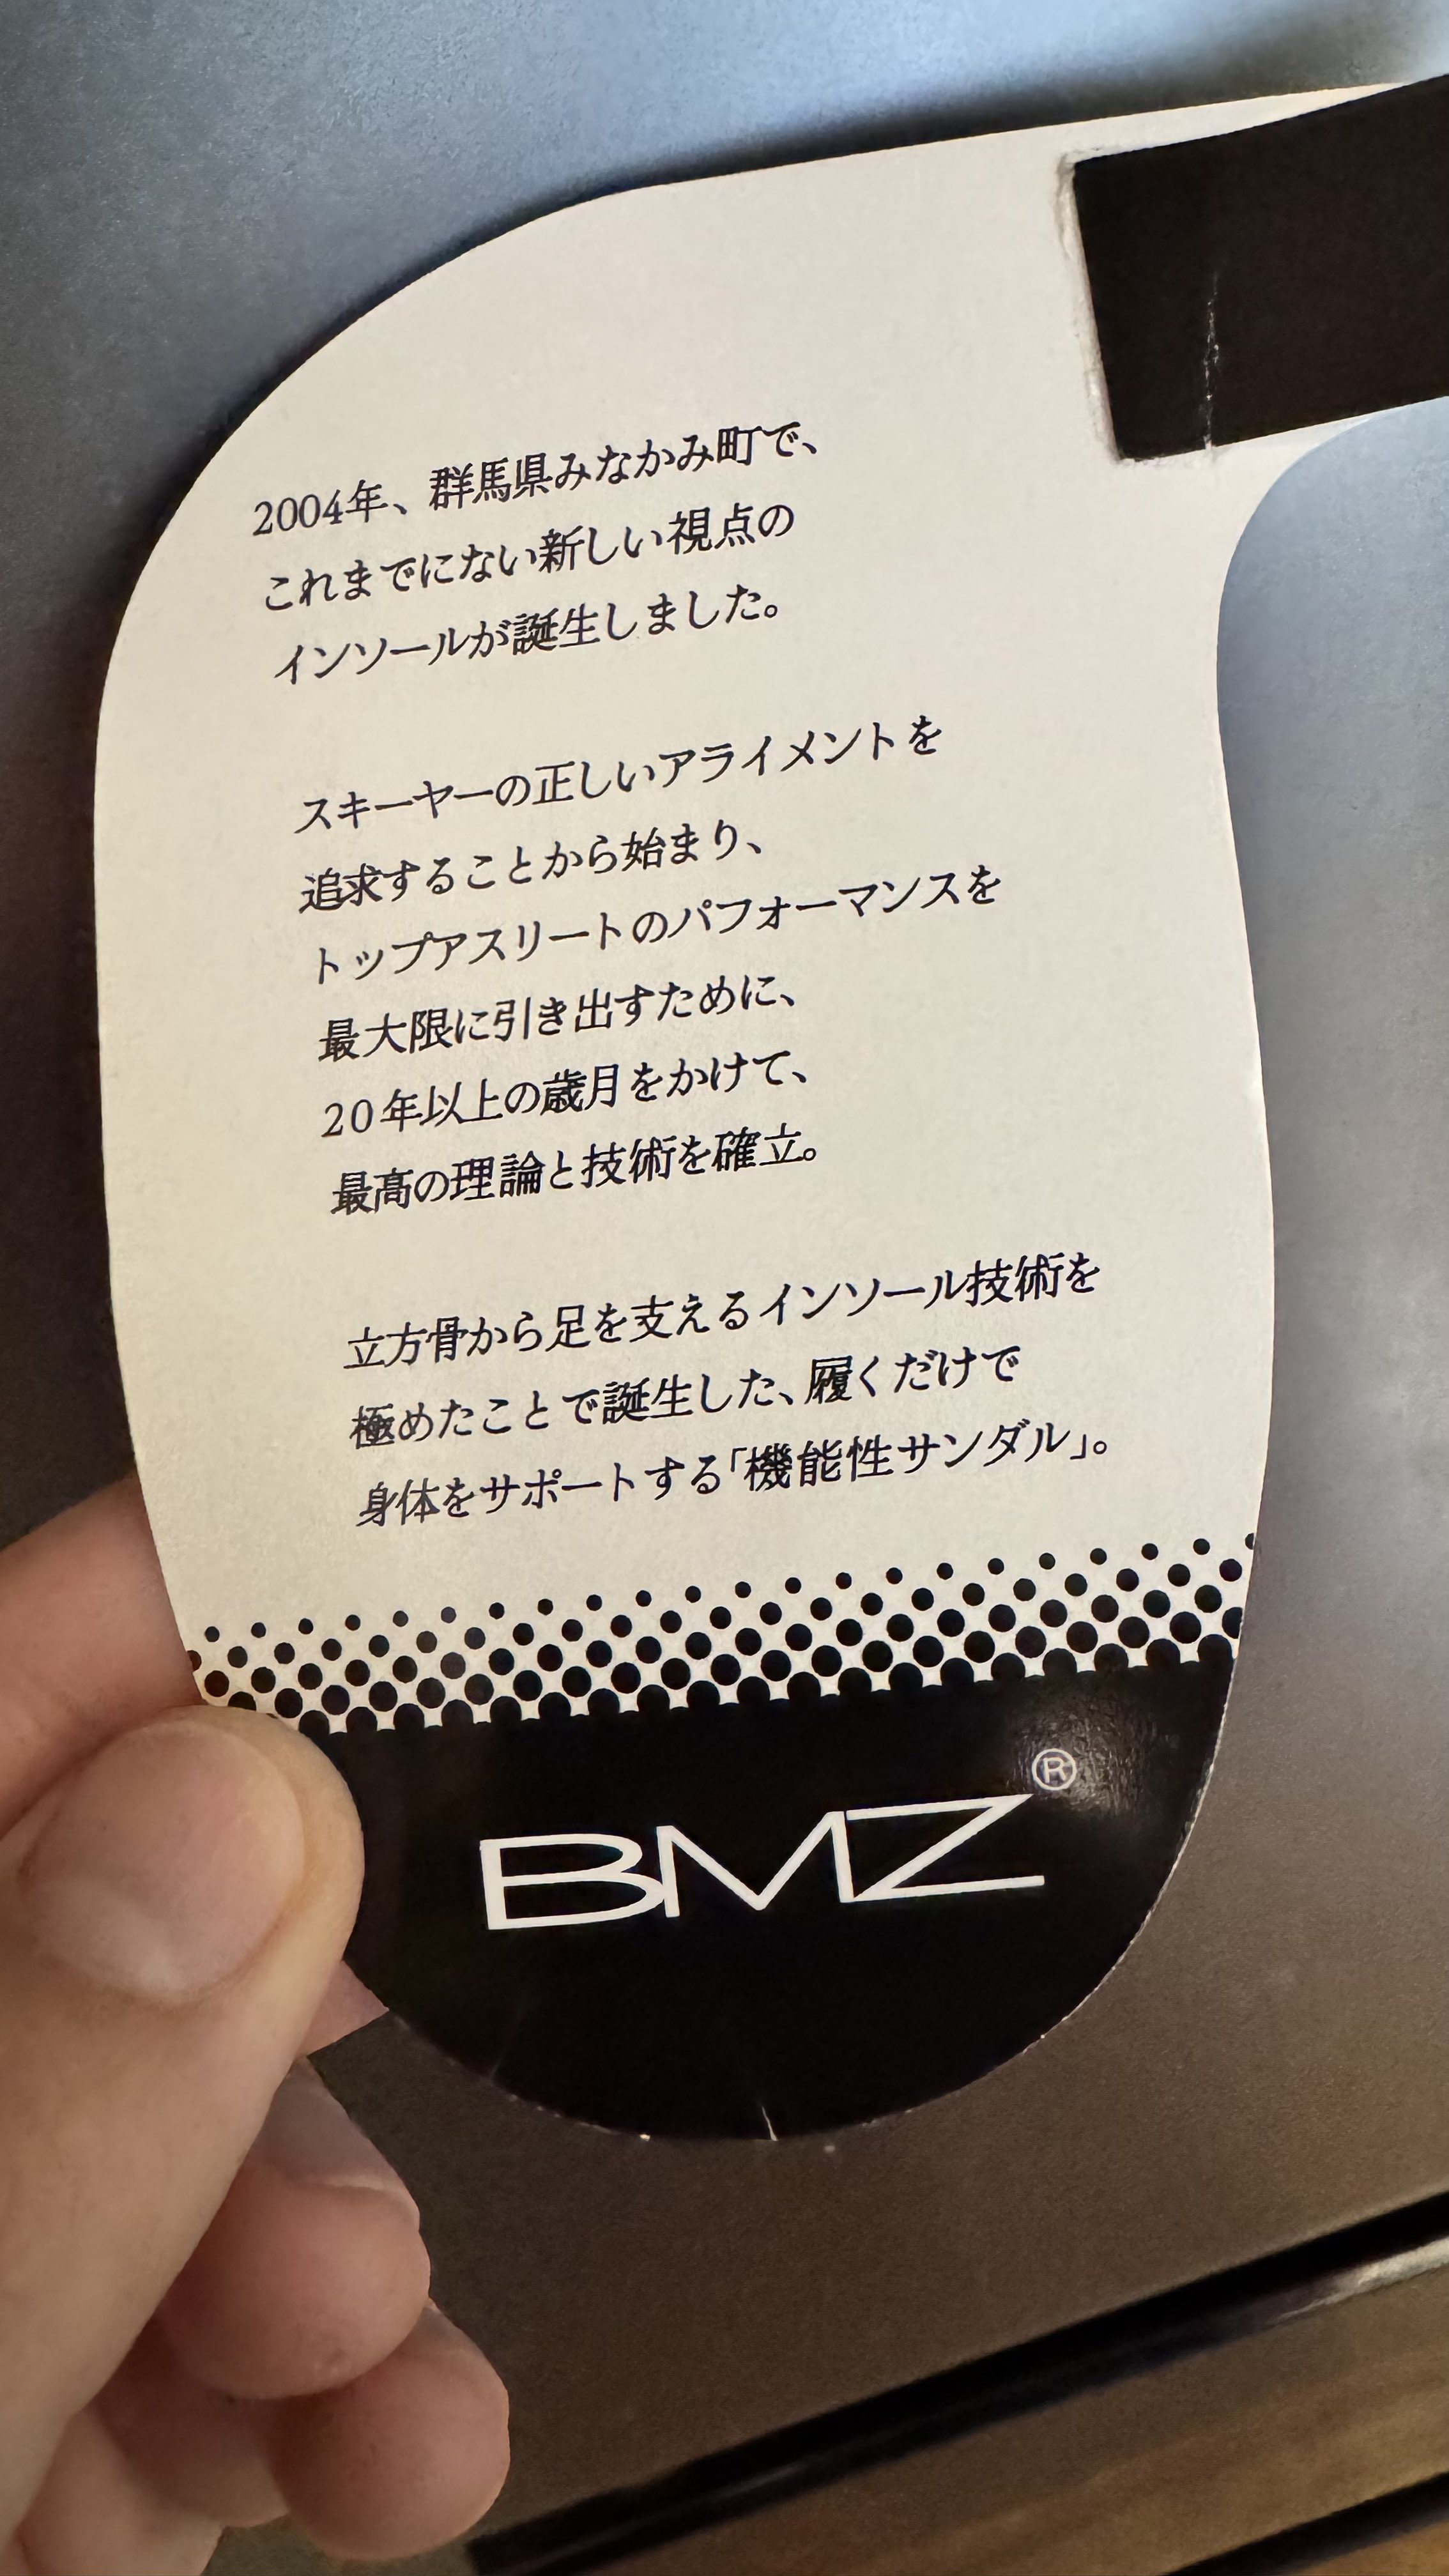 2004年、群馬県みなかみ町で、
これまでにない新しい視点の
インソールが誕生しました。
スキーヤーの正しいアライメントを
追求することから始まり、
トップアスリートのパフォーマンスを
最大限に引き出すために、
20年以上の歳月をかけて、
最高の理論と技術を確立。
立方骨から足を支えるインソール技術を
極めたことで誕生した、履くだけで
身体をサポートする「機能性サンダル」。
BMZ®